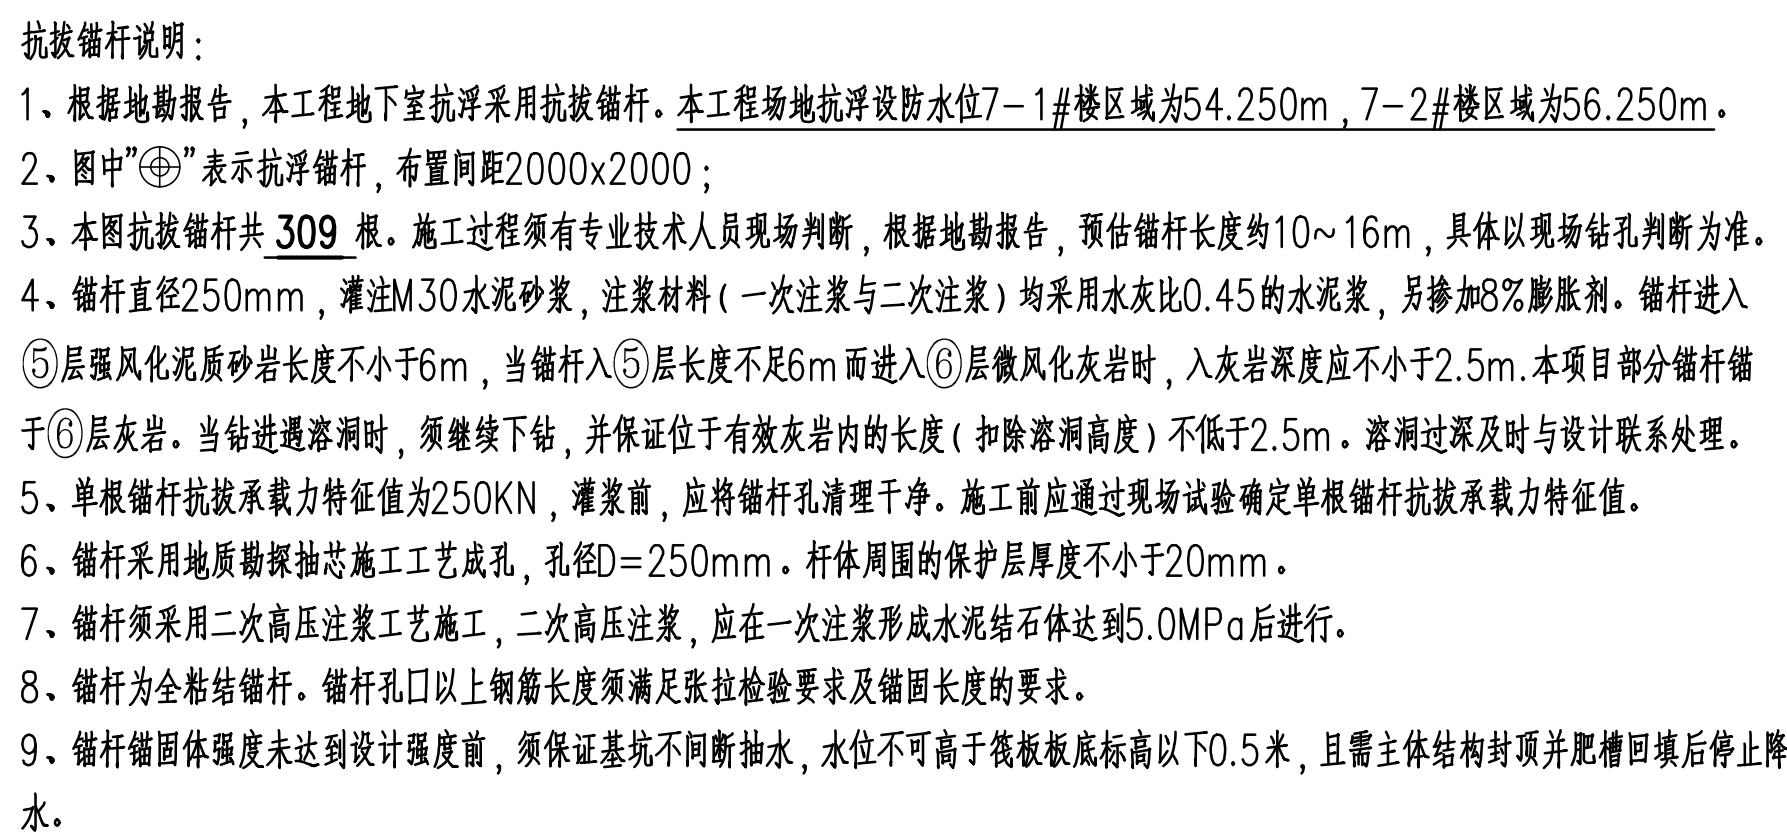 抗拔锚杆说明：
1、根据地勘报告，本工程地下室抗浮采用抗拔锚杆。本工程场地抗浮设防水位7-1#楼区域为54.250m，7-2#楼区域为56.250m。
2、图中"⊕"表示抗浮锚杆，布置间距2000x2000；
3、本图抗拔锚杆共 309 根。施工过程须有专业技术人员现场判断，根据地勘报告，预估锚杆长度约10~16m，具体以现场钻孔判断为准。
4、锚杆直径250mm，灌注M30水泥砂浆，注浆材料(一次注浆与二次注浆)均采用水灰比0.45的水泥浆，另掺加8%膨胀剂。锚杆进入
⑤层强风化泥质砂岩长度不小于6m，当锚杆入⑤层长度不足6m而进入⑥层微风化灰岩时，入灰岩深度应不小于2.5m.本项目部分锚杆锚
于⑥层灰岩。当钻进遇溶洞时，须继续下钻，并保证位于有效灰岩内的长度(扣除溶洞高度)不低于2.5m。溶洞过深及时与设计联系处理。
5、单根锚杆抗拔承载力特征值为250KN，灌浆前，应将锚杆孔清理干净。施工前应通过现场试验确定单根锚杆抗拔承载力特征值。
6、锚杆采用地质勘探抽芯施工工艺成孔，孔径D=250mm。杆体周围的保护层厚度不小于20mm。
7、锚杆须采用二次高压注浆工艺施工，二次高压注浆，应在一次注浆形成水泥结石体达到5.0MPa后进行。
8、锚杆为全粘结锚杆。锚杆孔口以上钢筋长度须满足张拉检验要求及锚固长度的要求。
9、锚杆锚固体强度未达到设计强度前，须保证基坑不间断抽水，水位不可高于筏板板底标高以下0.5米，且需主体结构封顶并肥槽回填后停止降
水。